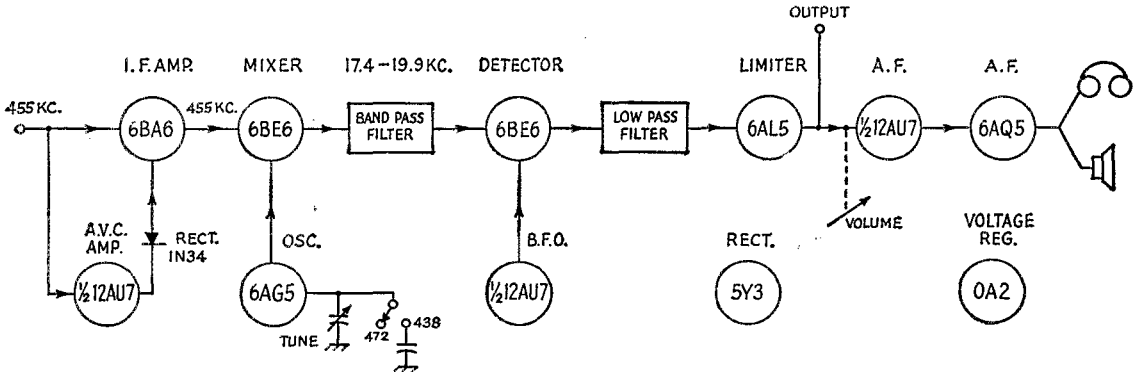 OUTPUT
I.F. AMP.
MIXER
17.4–19.9 KC.
DETECTOR
LIMITER
A.F.
A.F.
455 KC.
6BA6
455 KC.
6BE6
BAND PASS
FILTER
6BE6
LOW PASS
FILTER
6AL5
½12AU7
6AQ5
VOLUME
A.V.C.
AMP.
RECT.
IN34
OSC.
B.F.O.
RECT.
VOLTAGE
REG.
½12AU7
6AG5
½12AU7
5Y3
OA2
TUNE
472
438